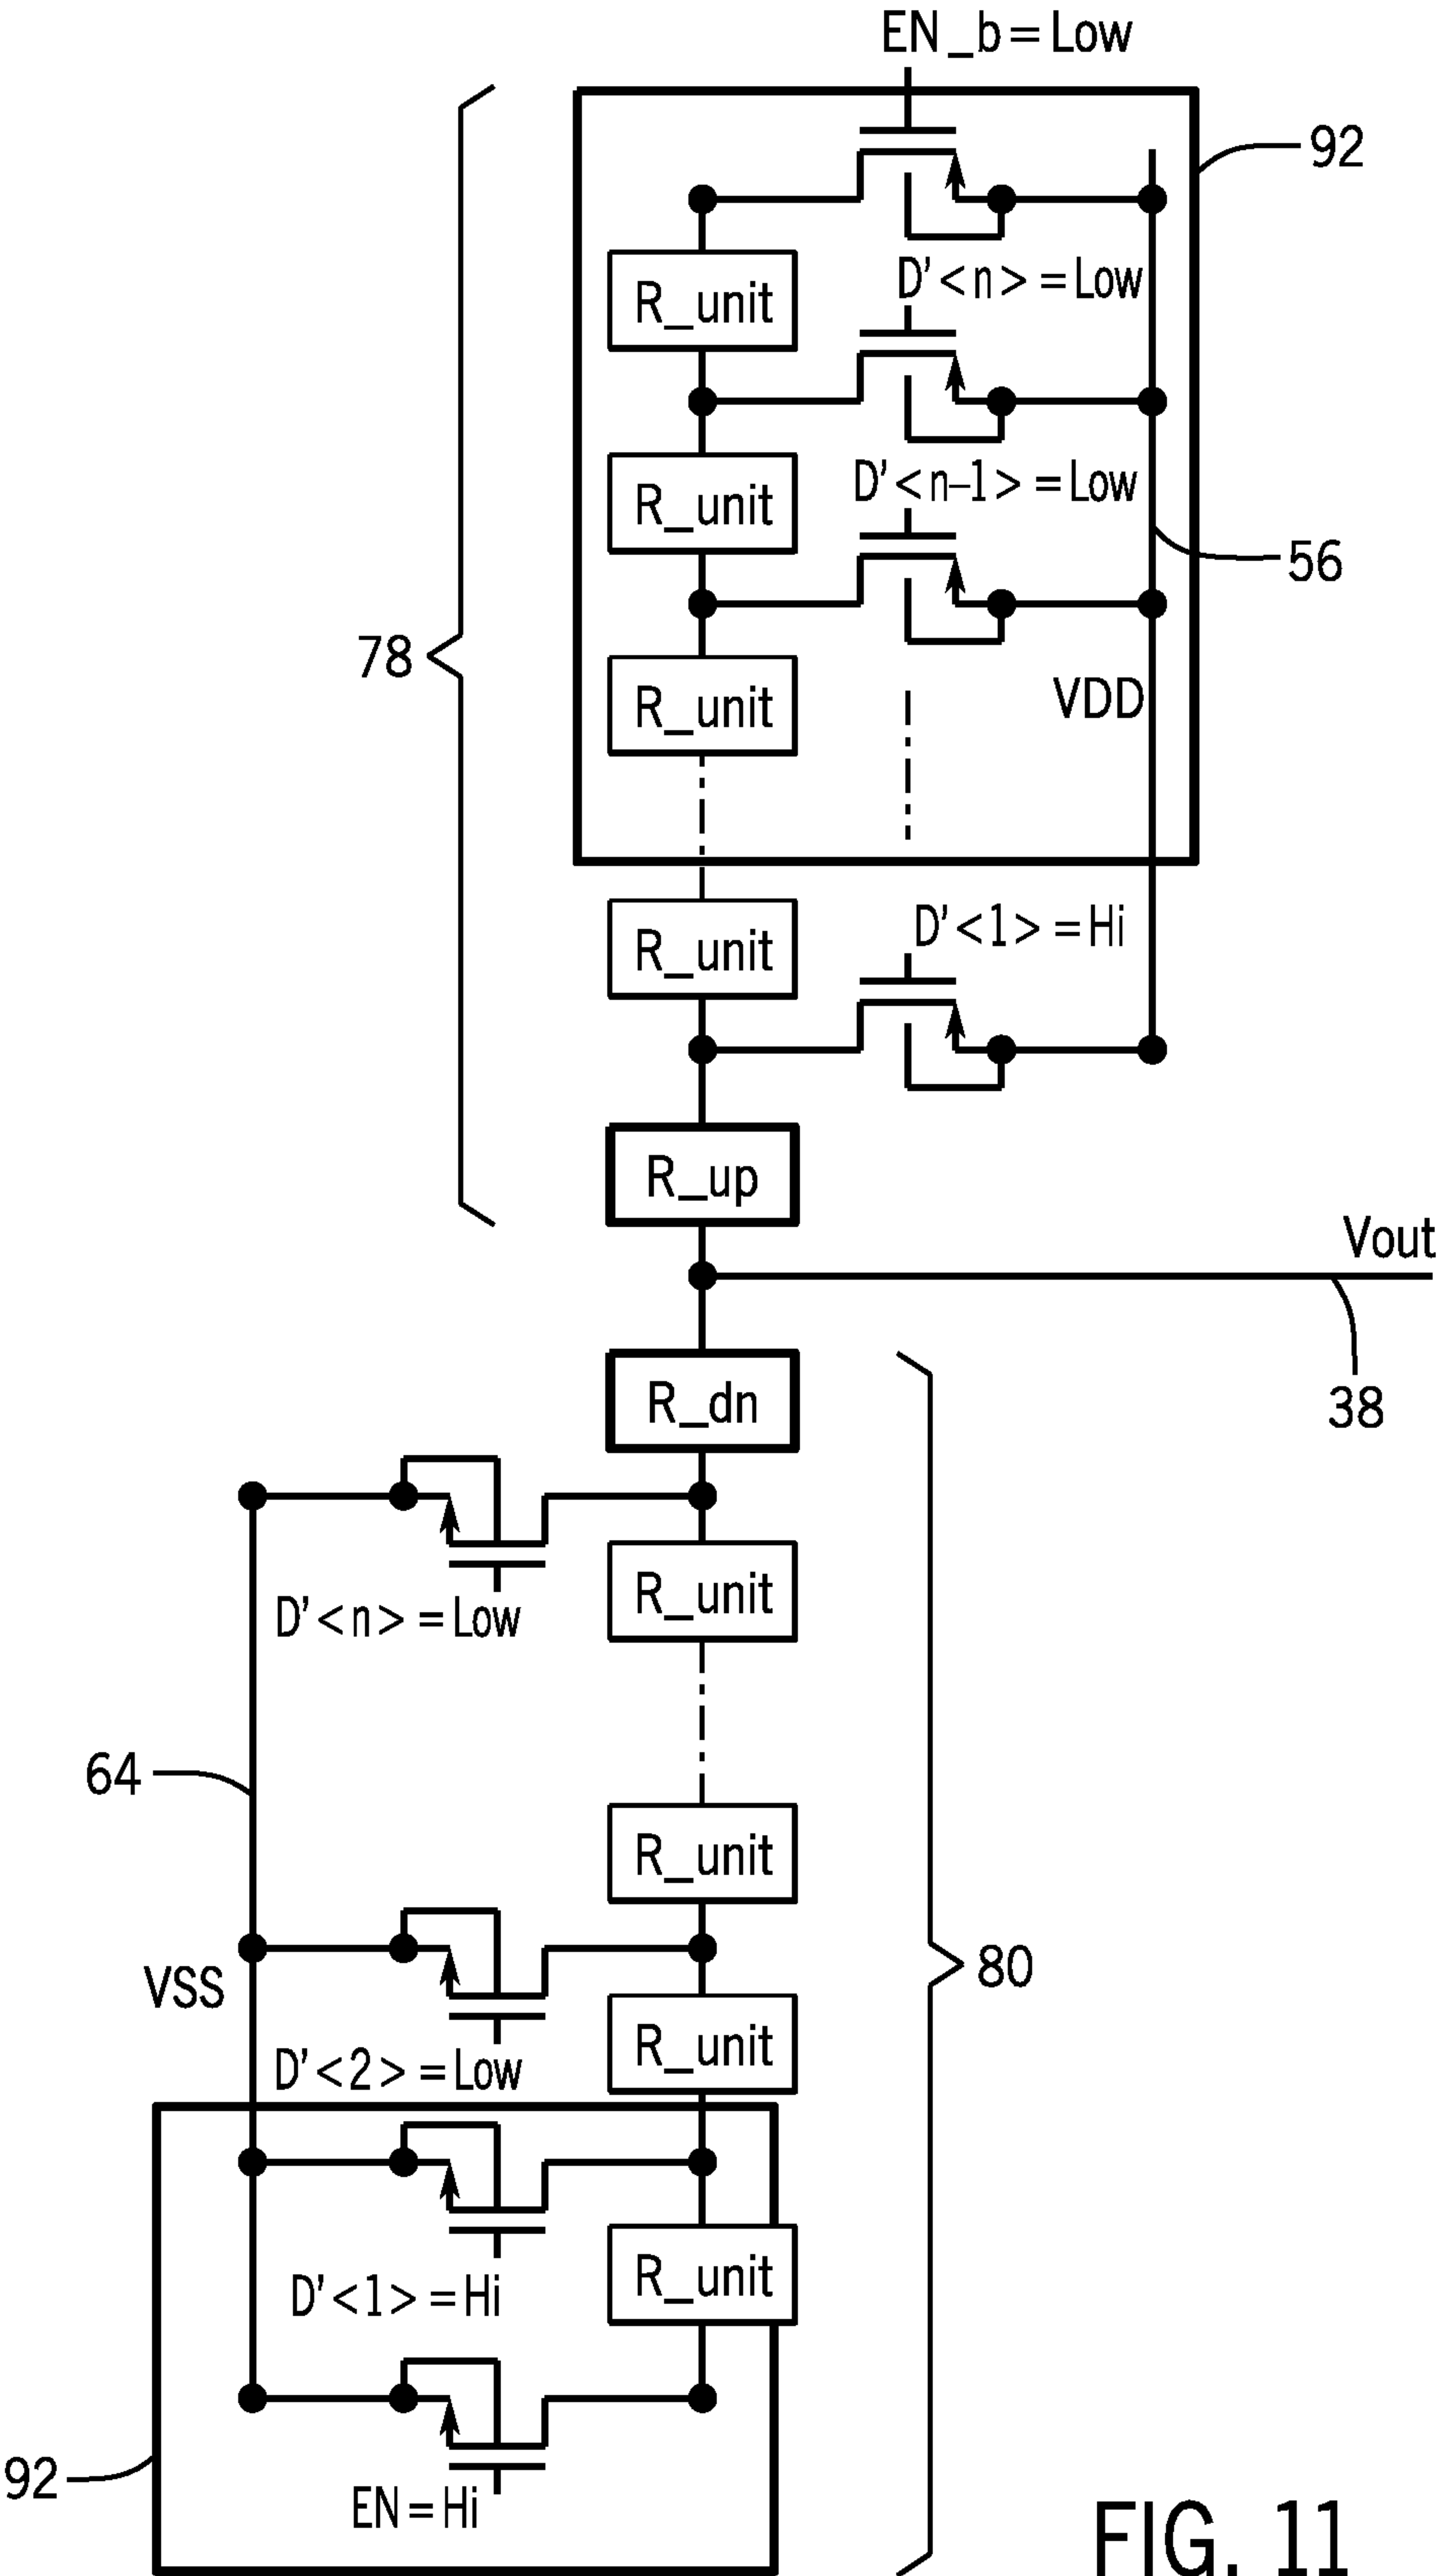 EN_b=Low
92
R_unit
D'<n>=Low
R_unit
D'<n–1>=Low
56
78
R_unit
VDD
R_unit
D'<1>=Hi
R_up
Vout
38
R_dn
D'<n>=Low
R_unit
64
R_unit
80
VSS
R_unit
D'<2>=Low
R_unit
D'<1>=Hi
92
EN=Hi
FIG. 11